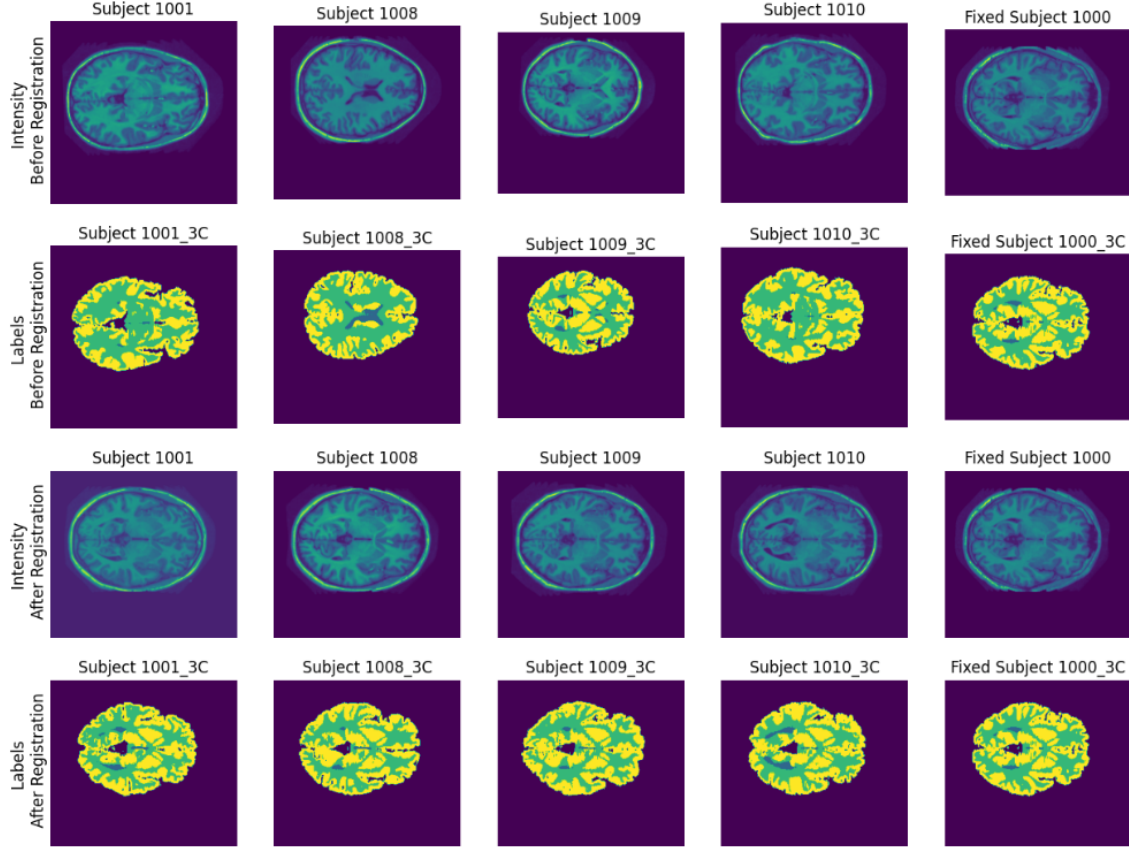 Subject 1001
Subject 1008
Subject 1009
Subject 1010
Fixed Subject 1000
Intensity
Before Registration
Subject 1001_3C
Subject 1008_3C
Subject 1009_3C
Subject 1010_3C
Fixed Subject 1000_3C
Labels
Before Registration
Subject 1001
Subject 1008
Subject 1009
Subject 1010
Fixed Subject 1000
Intensity
After Registration
Subject 1001_3C
Subject 1008_3C
Subject 1009_3C
Subject 1010_3C
Fixed Subject 1000_3C
Labels
After Registration